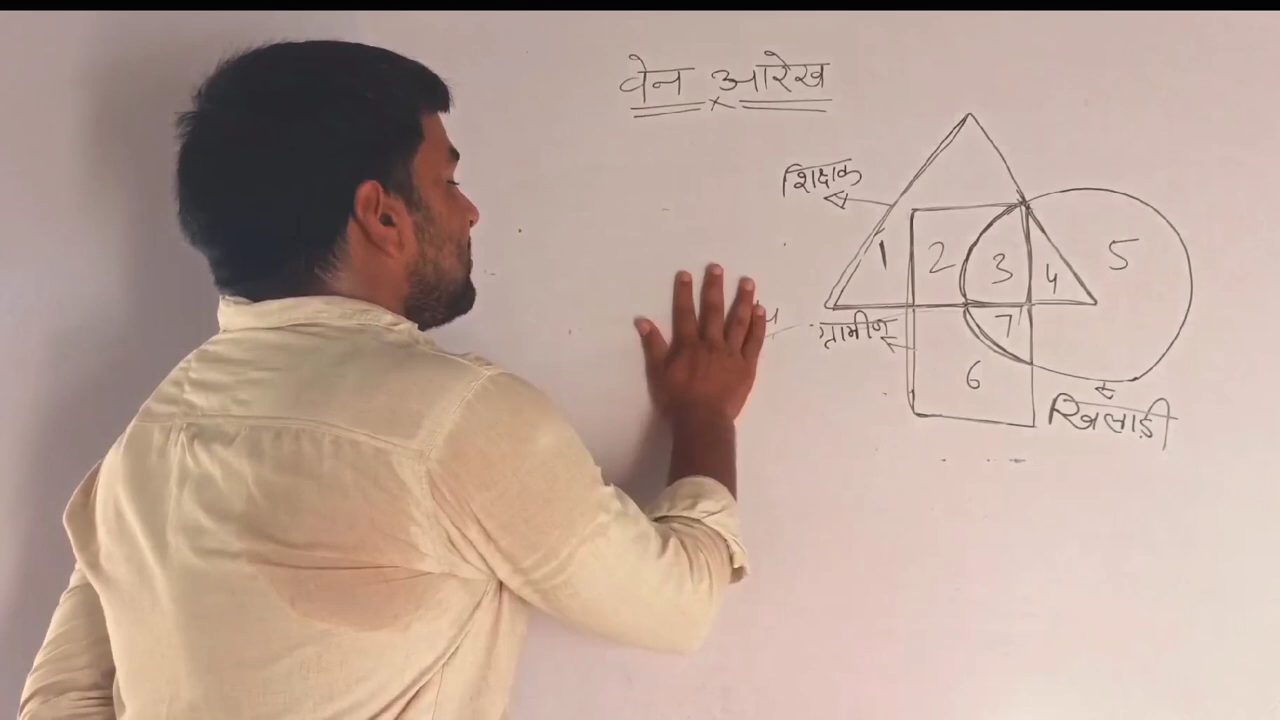 वेन आरेख
शिक्षक
1 2 3 4 5
ग्रामीण
7
6
खिलाड़ी